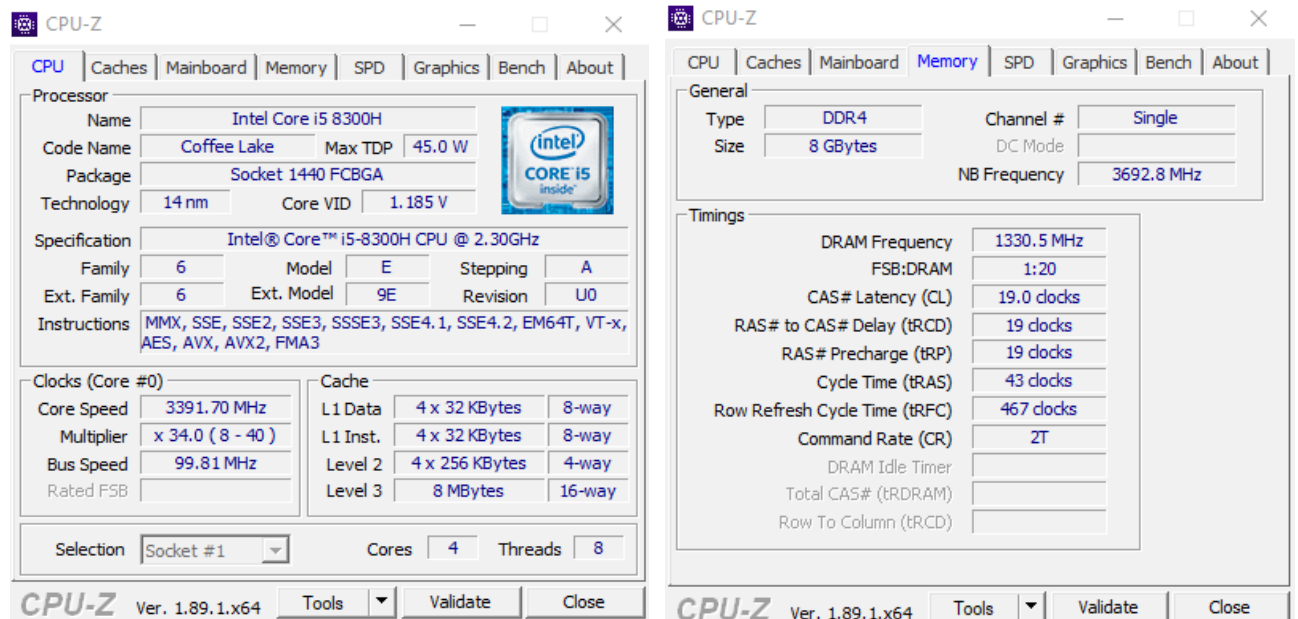 CPU-Z
CPU Caches Mainboard Memory SPD Graphics Bench About
Processor
Name Intel Core i5 8300H
Code Name Coffee Lake Max TDP 45.0 W
Package Socket 1440 FCBGA
Technology 14 nm Core VID 1.185 V
(intel)
CORE i5
inside™
Specification Intel® Core™ i5-8300H CPU @ 2.30GHz
Family 6 Model E Stepping A
Ext. Family 6 Ext. Model 9E Revision U0
Instructions MMX, SSE, SSE2, SSE3, SSSE3, SSE4.1, SSE4.2, EM64T, VT-x,
AES, AVX, AVX2, FMA3
Clocks (Core #0)
Core Speed 3391.70 MHz
Multiplier x 34.0 ( 8 - 40 )
Bus Speed 99.81 MHz
Rated FSB
Cache
L1 Data 4 x 32 KBytes 8-way
L1 Inst. 4 x 32 KBytes 8-way
Level 2 4 x 256 KBytes 4-way
Level 3 8 MBytes 16-way
Selection Socket #1 Cores 4 Threads 8
CPU-Z Ver. 1.89.1.x64 Tools Validate Close
CPU-Z
CPU Caches Mainboard Memory SPD Graphics Bench About
General
Type DDR4 Channel # Single
Size 8 GBytes DC Mode
NB Frequency 3692.8 MHz
Timings
DRAM Frequency 1330.5 MHz
FSB:DRAM 1:20
CAS# Latency (CL) 19.0 clocks
RAS# to CAS# Delay (tRCD) 19 clocks
RAS# Precharge (tRP) 19 clocks
Cycle Time (tRAS) 43 clocks
Row Refresh Cycle Time (tRFC) 467 clocks
Command Rate (CR) 2T
DRAM Idle Timer
Total CAS# (tRDRAM)
Row To Column (tRCD)
CPU-Z Ver. 1.89.1.x64 Tools Validate Close